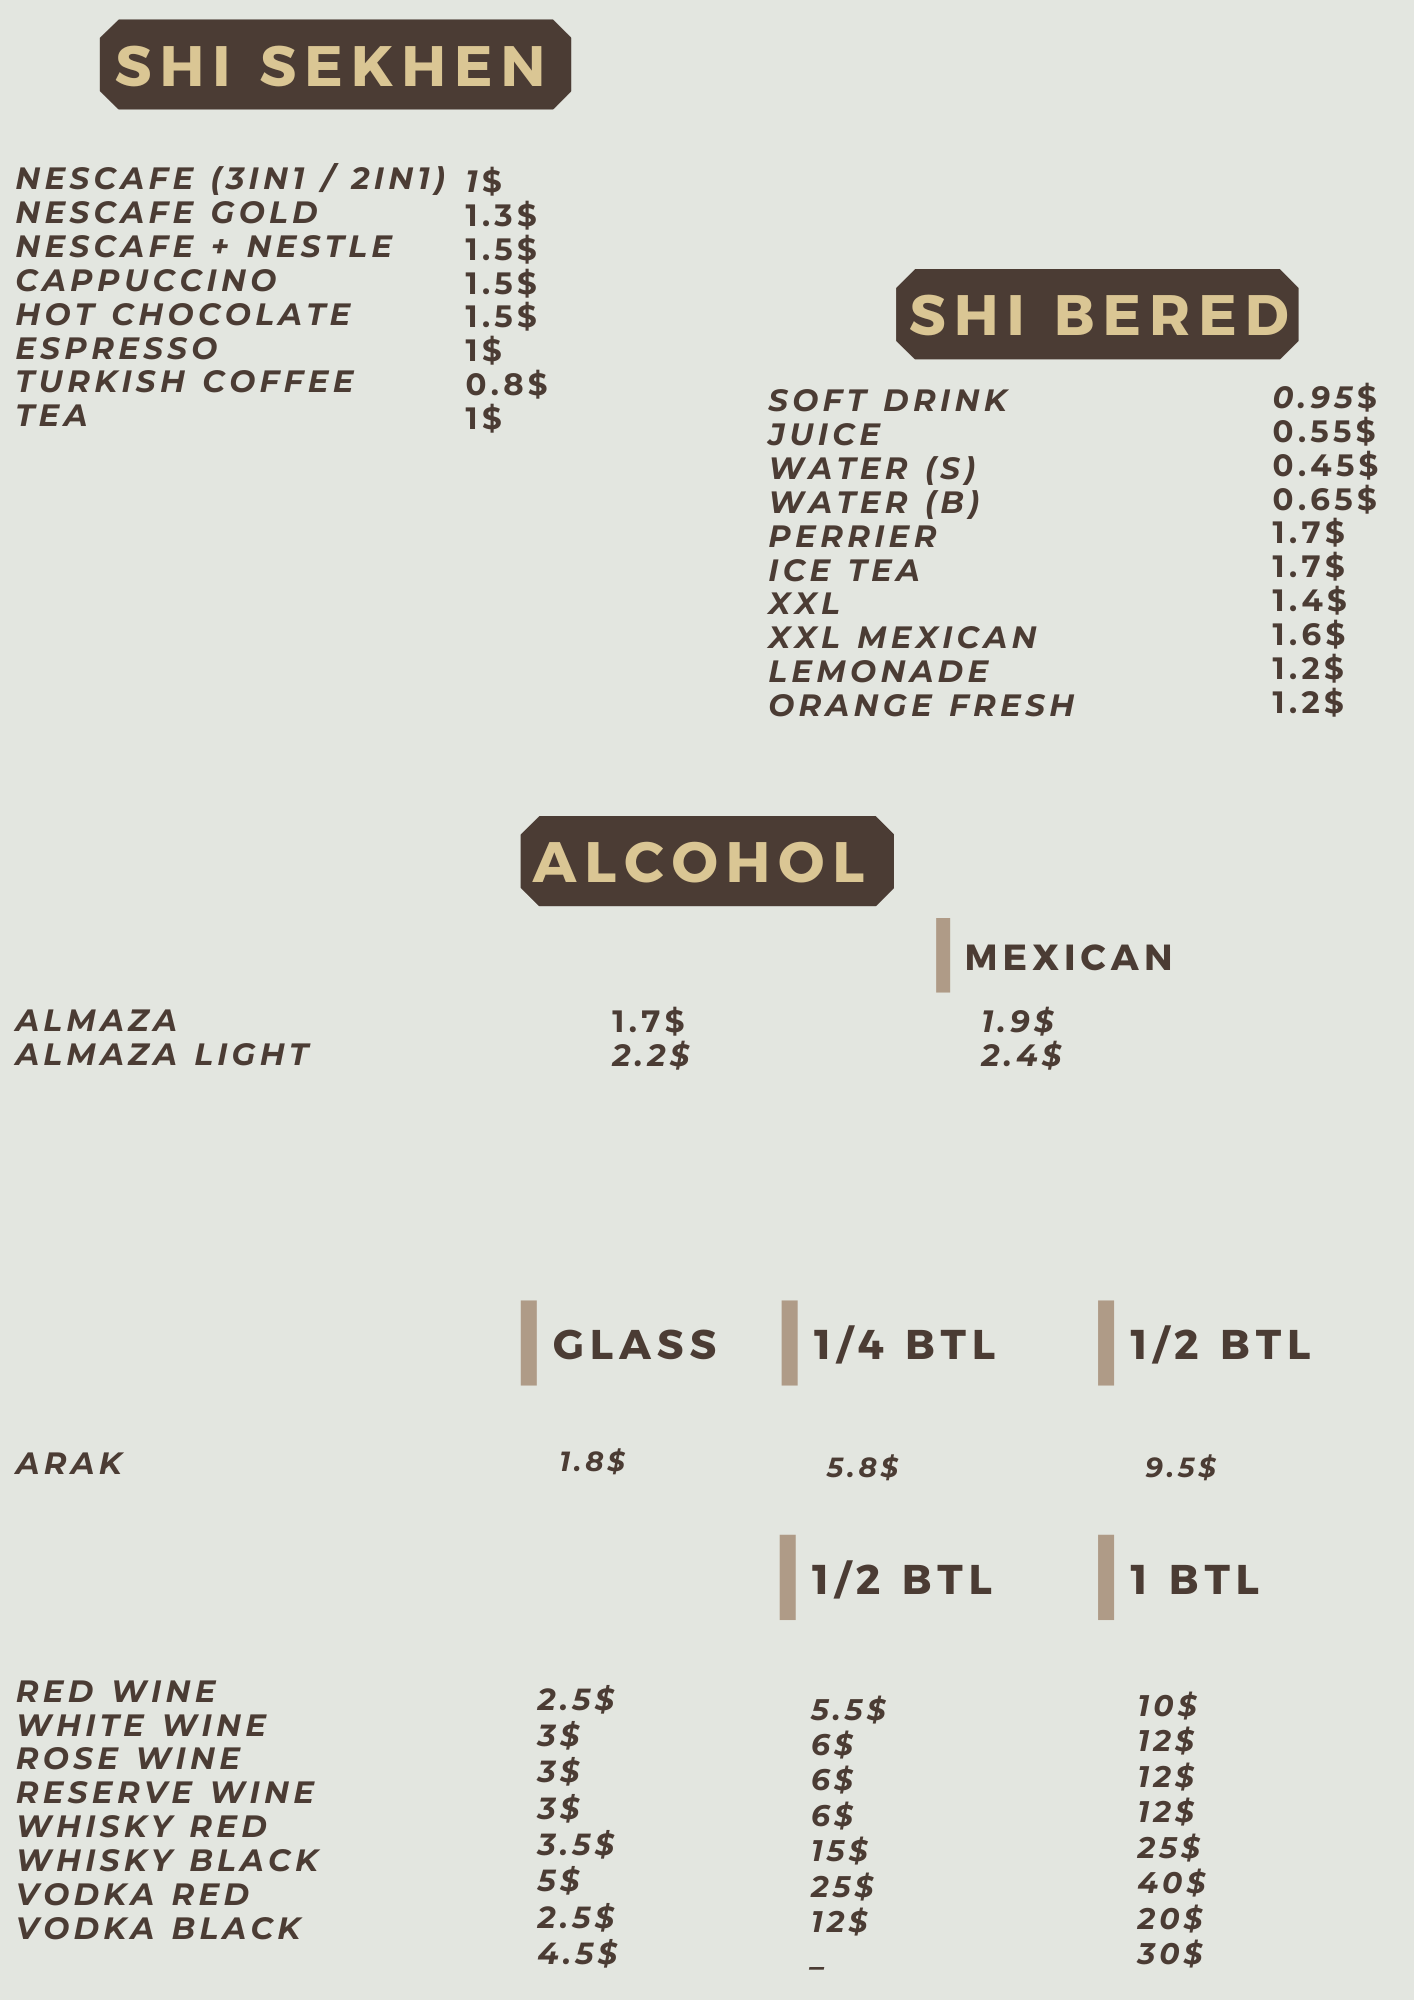 SHI SEKHEN
NESCAFE (3IN1 / 2IN1) 1$
NESCAFE GOLD 1.3$
NESCAFE + NESTLE 1.5$
CAPPUCCINO 1.5$
HOT CHOCOLATE 1.5$
ESPRESSO 1$
TURKISH COFFEE 0.8$
TEA 1$
SHI BERED
SOFT DRINK 0.95$
JUICE 0.55$
WATER (S) 0.45$
WATER (B) 0.65$
PERRIER 1.7$
ICE TEA 1.7$
XXL 1.4$
XXL MEXICAN 1.6$
LEMONADE 1.2$
ORANGE FRESH 1.2$
ALCOHOL
MEXICAN
ALMAZA 1.7$ 1.9$
ALMAZA LIGHT 2.2$ 2.4$
GLASS 1/4 BTL 1/2 BTL
ARAK 1.8$ 5.8$ 9.5$
1/2 BTL 1 BTL
RED WINE 2.5$ 5.5$ 10$
WHITE WINE 3$ 6$ 12$
ROSE WINE 3$ 6$ 12$
RESERVE WINE 3$ 6$ 12$
WHISKY RED 3.5$ 15$ 25$
WHISKY BLACK 5$ 25$ 40$
VODKA RED 2.5$ 12$ 20$
VODKA BLACK 4.5$ _ 30$